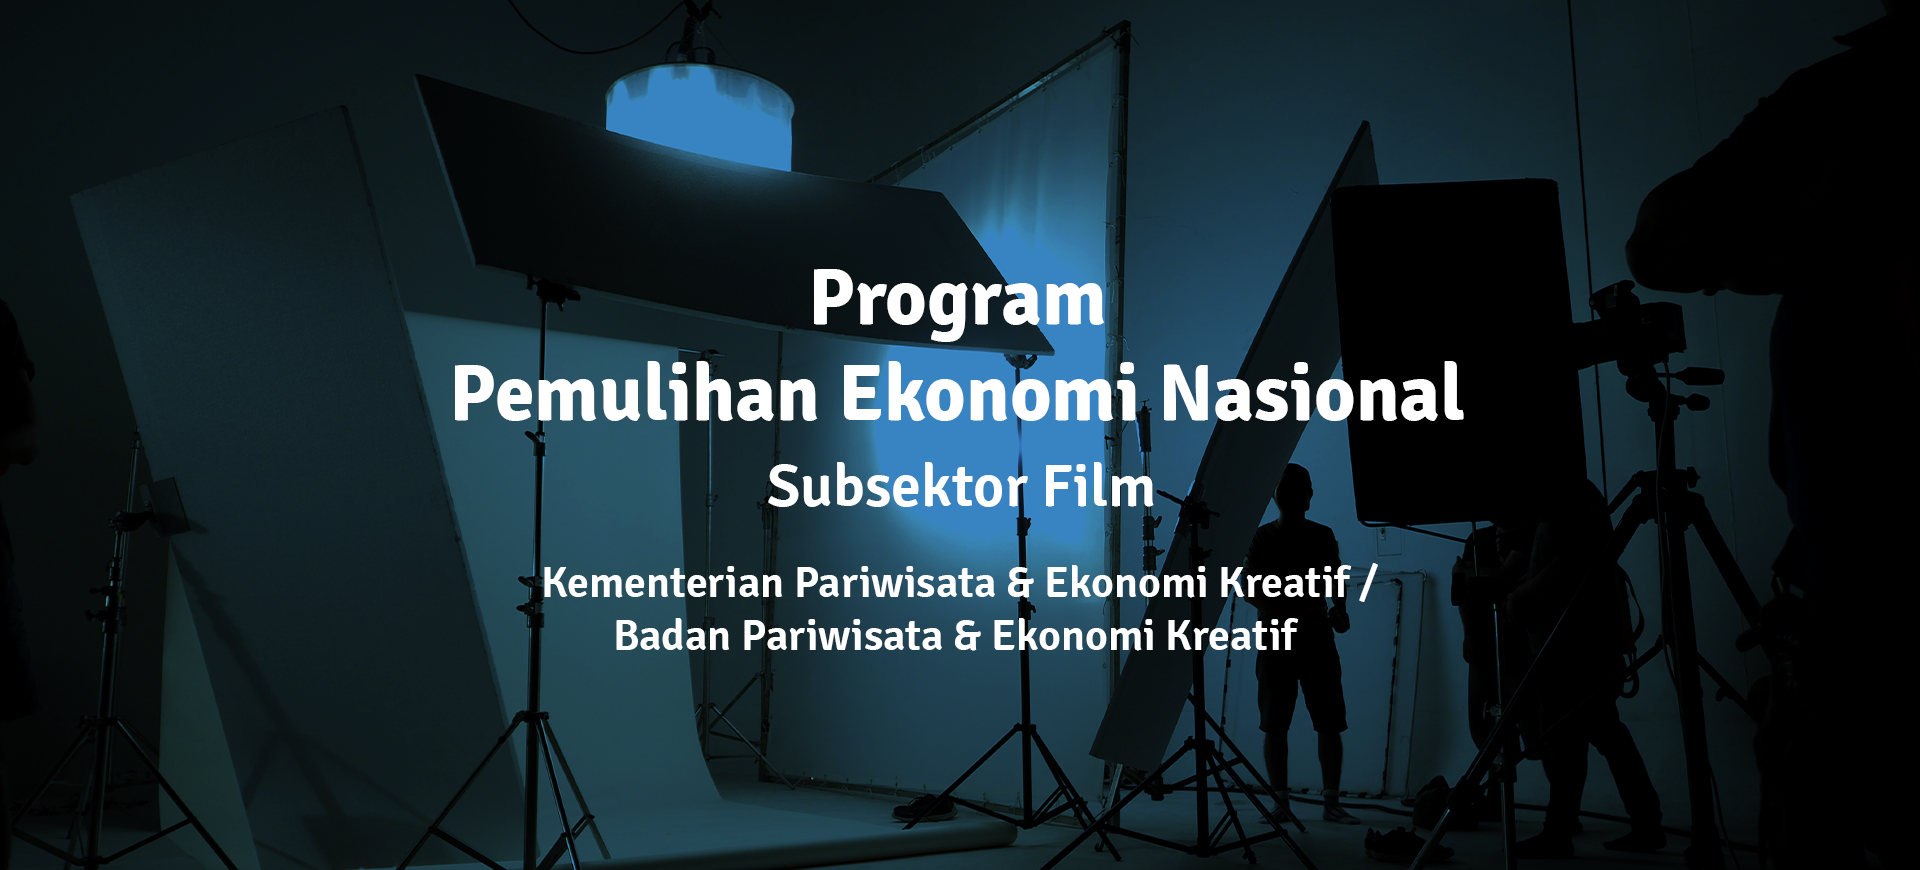 Program
Pemulihan Ekonomi Nasional
Subsektor Film
Kementerian Pariwisata & Ekonomi Kreatif /
Badan Pariwisata & Ekonomi Kreatif